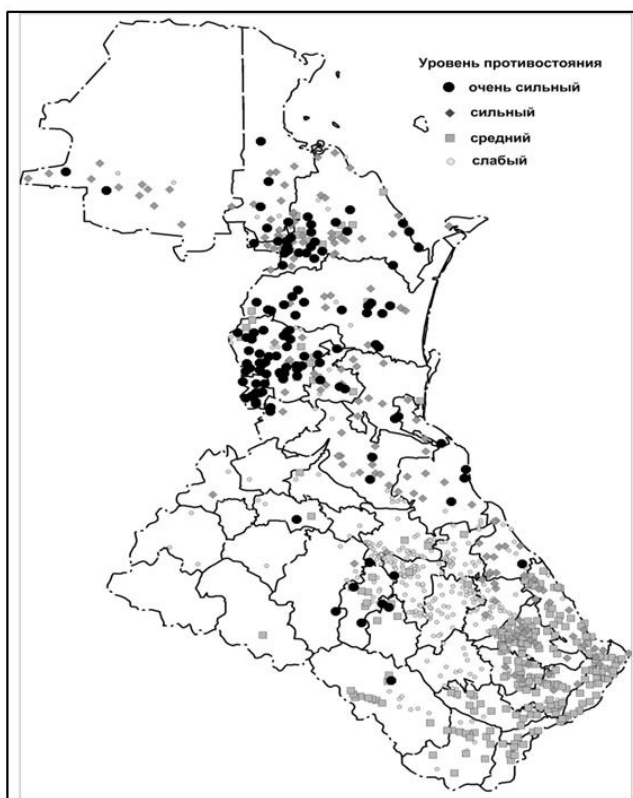 Уровень противостояния
очень сильный
сильный
средний
слабый